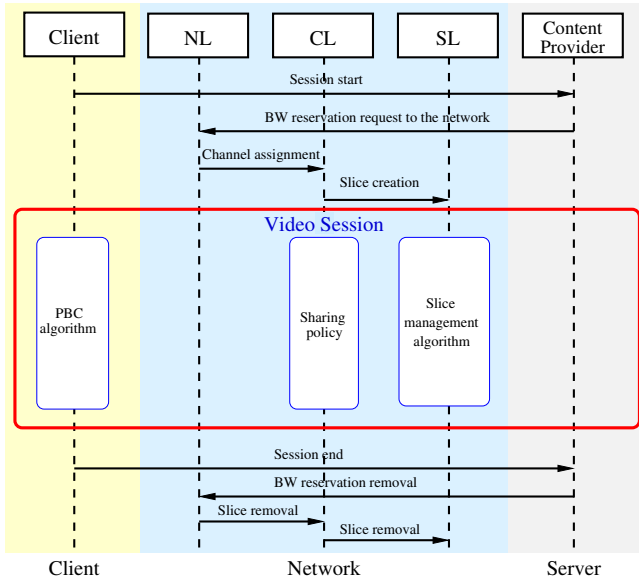 Client
NL
CL
SL
Content
Provider
Session start
BW reservation request to the network
Channel assignment
Slice creation
Video Session
PBC
algorithm
Sharing
policy
Slice
management
algorithm
Session end
BW reservation removal
Slice removal
Slice removal
Client
Network
Server